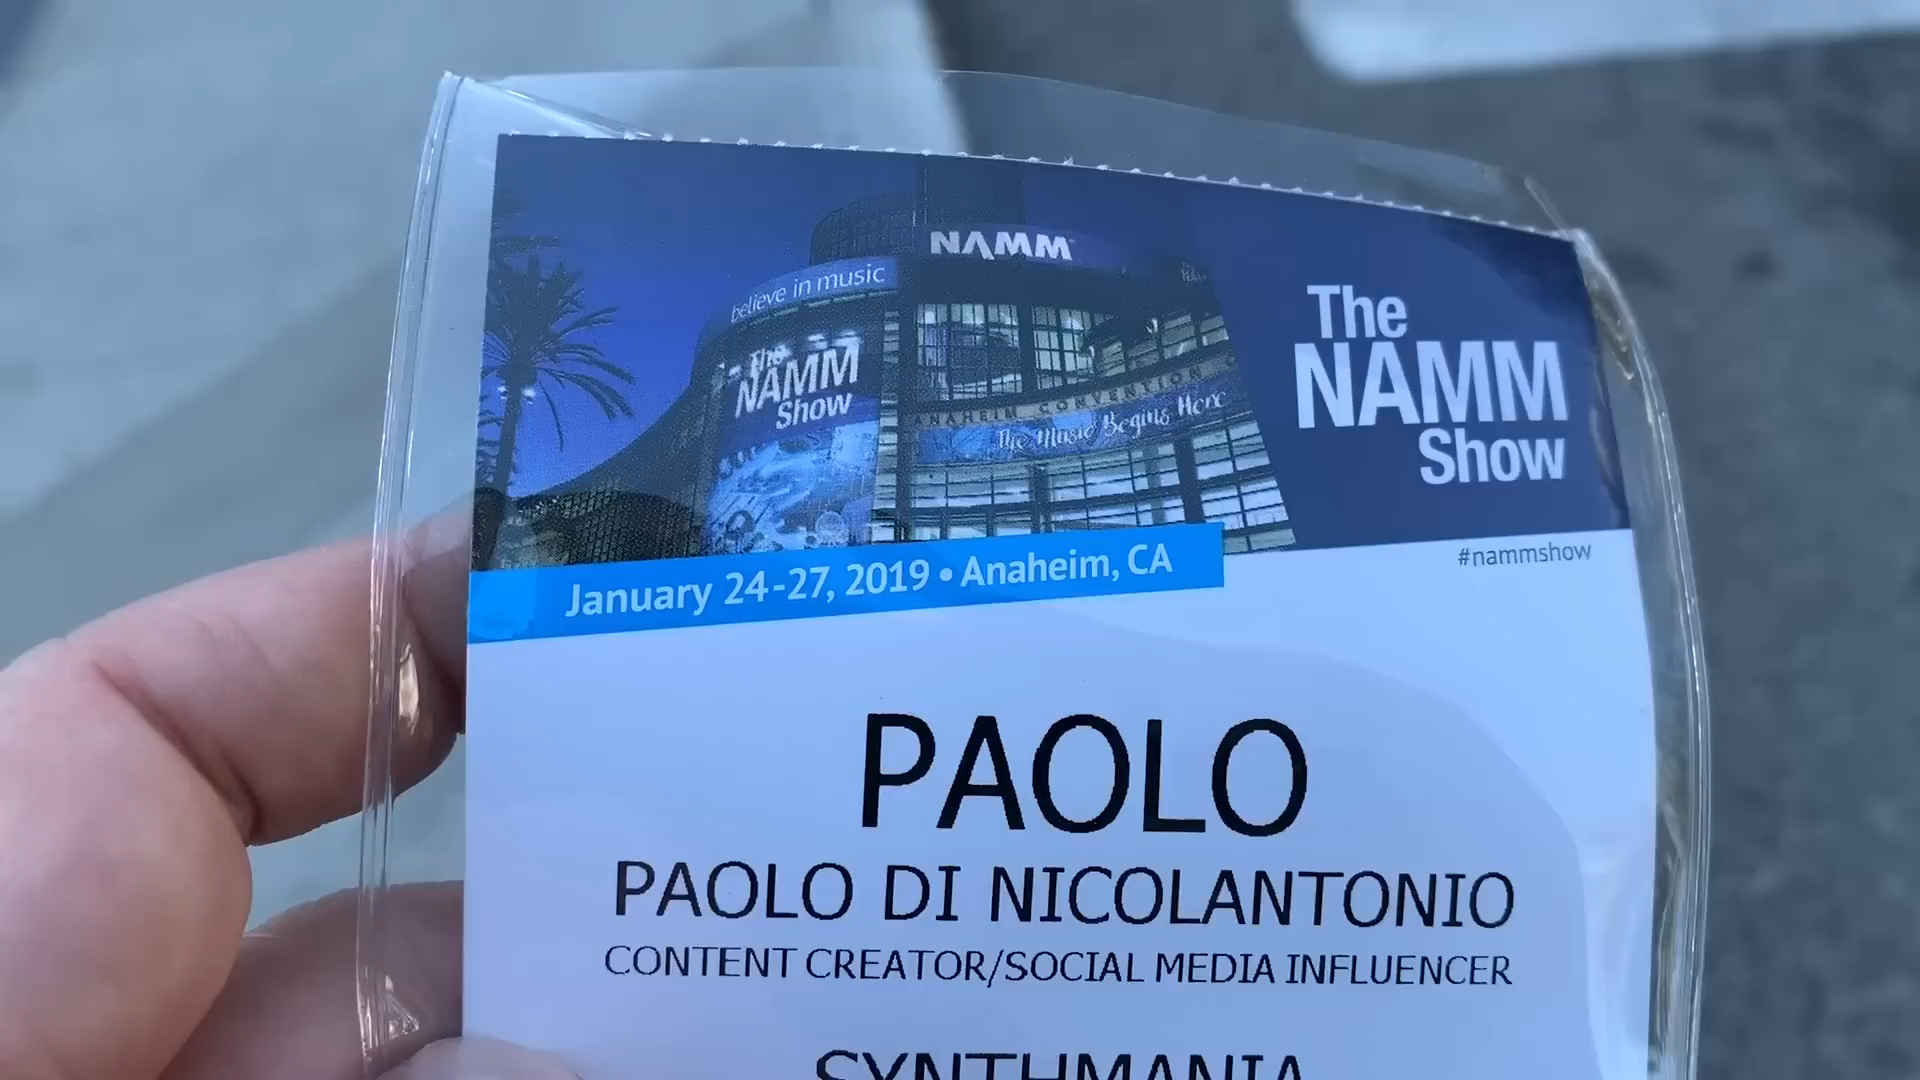 NAMM
believe in music
The
NAMM
Show
ANAHEIM CONVENTION
The Music Begins Here
The
NAMM
Show
#nammshow
January 24-27, 2019 • Anaheim, CA
PAOLO
PAOLO DI NICOLANTONIO
CONTENT CREATOR/SOCIAL MEDIA INFLUENCER
SYNTHMANIA